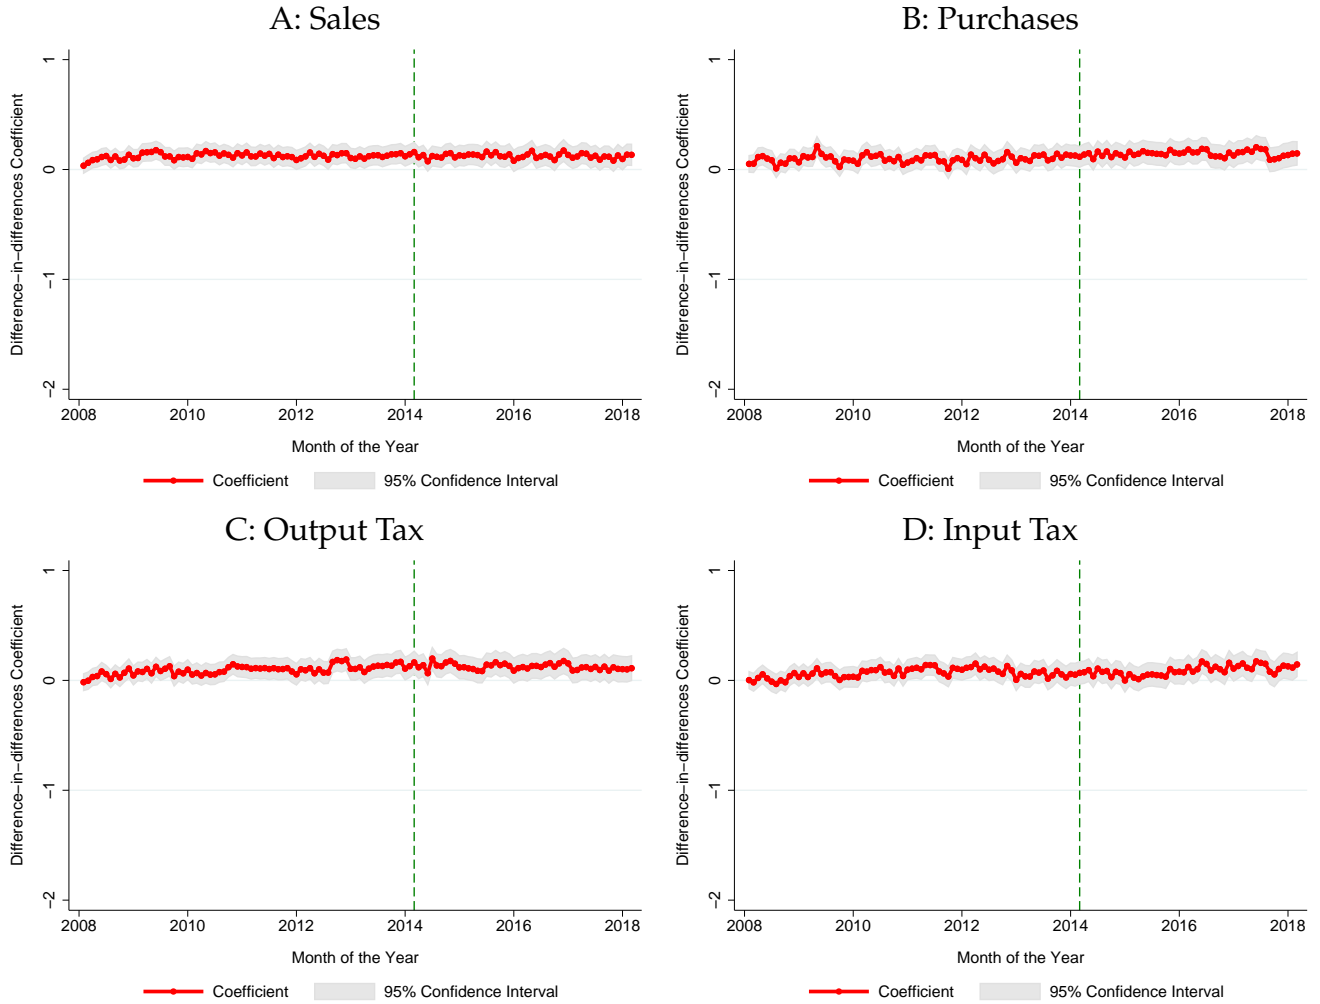 A: Sales
Difference−in−differences Coefficient
1
0
−1
−2
2008 2010 2012 2014 2016 2018
Month of the Year
Coefficient 95% Confidence Interval
B: Purchases
Difference−in−differences Coefficient
1
0
−1
−2
2008 2010 2012 2014 2016 2018
Month of the Year
Coefficient 95% Confidence Interval
C: Output Tax
Difference−in−differences Coefficient
1
0
−1
−2
2008 2010 2012 2014 2016 2018
Month of the Year
Coefficient 95% Confidence Interval
D: Input Tax
Difference−in−differences Coefficient
1
0
−1
−2
2008 2010 2012 2014 2016 2018
Month of the Year
Coefficient 95% Confidence Interval